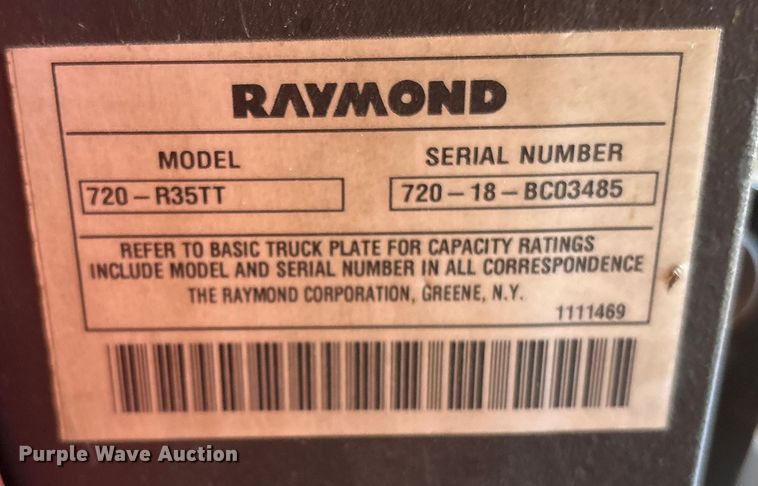 RAYMOND
MODEL SERIAL NUMBER
720-R35TT 720-18-BC03485
REFER TO BASIC TRUCK PLATE FOR CAPACITY RATINGS
INCLUDE MODEL AND SERIAL NUMBER IN ALL CORRESPONDENCE
THE RAYMOND CORPORATION, GREENE, N.Y.
1111469
Purple Wave Auction